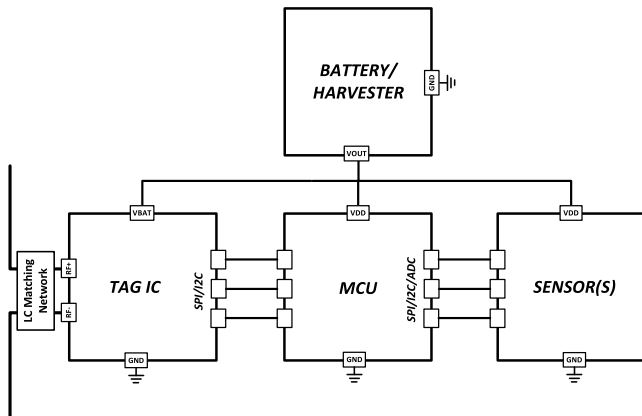 BATTERY/
HARVESTER
GND
VOUT
VBAT
VDD
VDD
LC Matching
Network
RF+
RF-
TAG IC
SPI/I2C
MCU
SPI/I2C/ADC
SENSOR(S)
GND
GND
GND